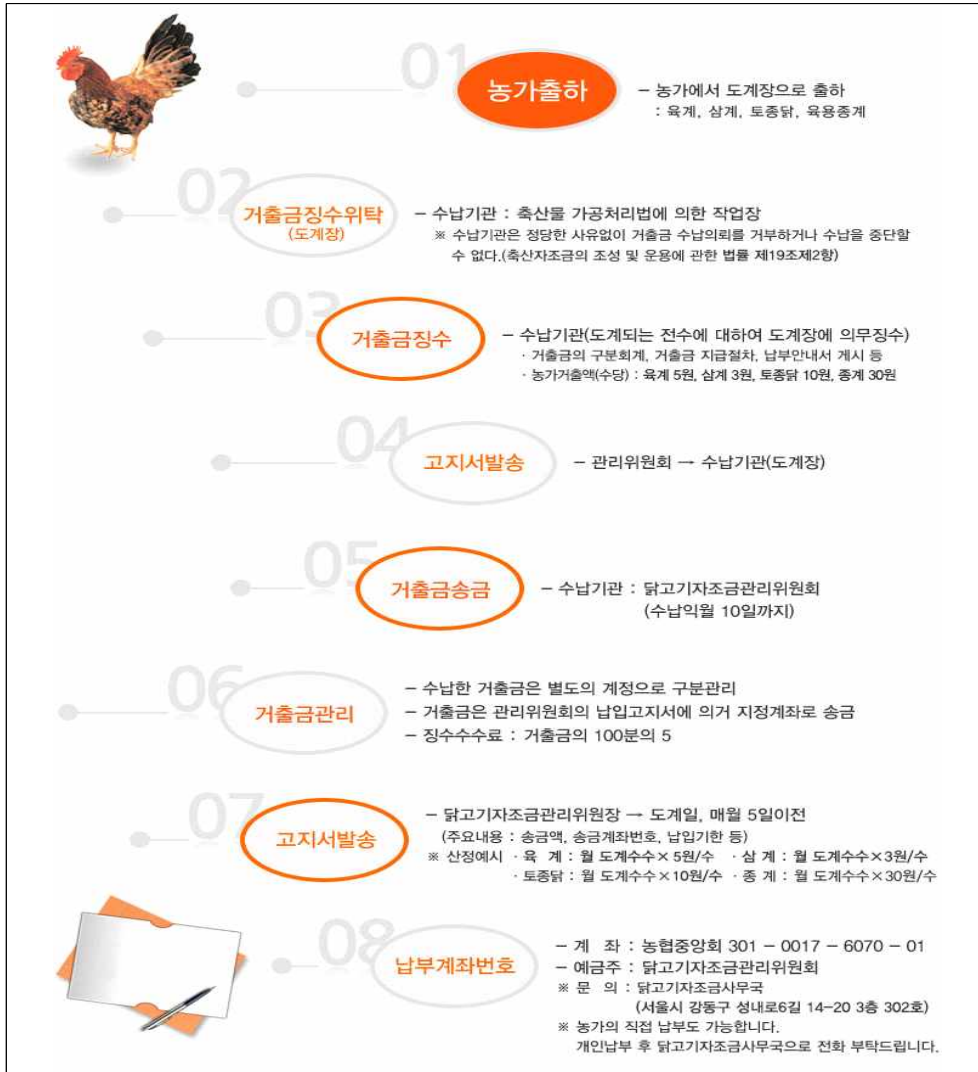 01
농가출하
– 농가에서 도계장으로 출하
: 육계, 삼계, 토종닭, 육용종계
02
거출금징수위탁
(도계장)
– 수납기관 : 축산물 가공처리법에 의한 작업장
※ 수납기관은 정당한 사유없이 거출금 수납의뢰를 거부하거나 수납을 중단할
수 없다.(축산자조금의 조성 및 운용에 관한 법률 제19조제2항)
03
거출금징수
– 수납기관(도계되는 전수에 대하여 도계장에 의무징수)
· 거출금의 구분회계, 거출금 지급절차, 납부안내서 게시 등
· 농가거출액(수당) : 육계 5원, 삼계 3원, 토종닭 10원, 종계 30원
04
고지서발송
– 관리위원회 → 수납기관(도계장)
05
거출금송금
– 수납기관 : 닭고기자조금관리위원회
(수납익월 10일까지)
06
거출금관리
– 수납한 거출금은 별도의 계정으로 구분관리
– 거출금은 관리위원회의 납입고지서에 의거 지정계좌로 송금
– 징수수수료 : 거출금의 100분의 5
07
고지서발송
– 닭고기자조금관리위원장 → 도계일, 매월 5일이전
(주요내용 : 송금액, 송금계좌번호, 납입기한 등)
※ 산정예시 · 육 계 : 월 도계수수×5원/수 · 삼 계 : 월 도계수수×3원/수
· 토종닭 : 월 도계수수×10원/수 · 종 계 : 월 도계수수×30원/수
08
납부계좌번호
– 계 좌 : 농협중앙회 301 – 0017 – 6070 – 01
– 예금주 : 닭고기자조금관리위원회
※ 문 의 : 닭고기자조금사무국
(서울시 강동구 성내로6길 14-20 3층 302호)
※ 농가의 직접 납부도 가능합니다.
개인납부 후 닭고기자조금사무국으로 전화 부탁드립니다.